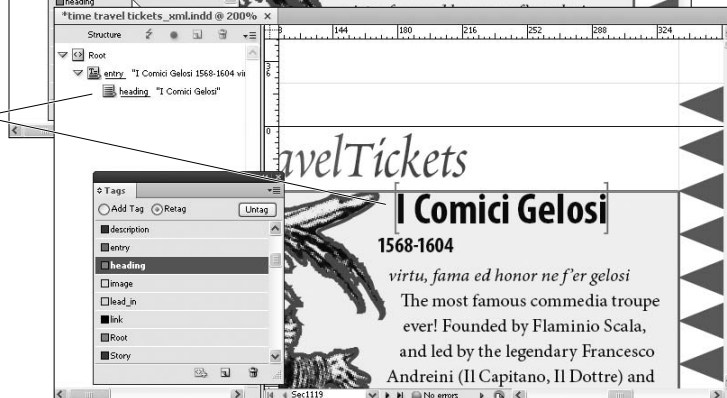 heading
*time travel tickets_xml.indd @ 200% ×
Structure
144 180 216 252 288 324
Root
entry "I Comici Gelosi 1568-1604 vir
heading "I Comici Gelosi"
36
0
avelTickets
Tags
Add Tag Retag Untag
description
entry
heading
image
lead_in
link
Root
Story
I Comici Gelosi
1568-1604
virtu, fama ed honor ne f'er gelosi
The most famous commedia troupe
ever! Founded by Flaminio Scala,
and led by the legendary Francesco
Andreini (Il Capitano, Il Dottre) and
Sec1119 No errors